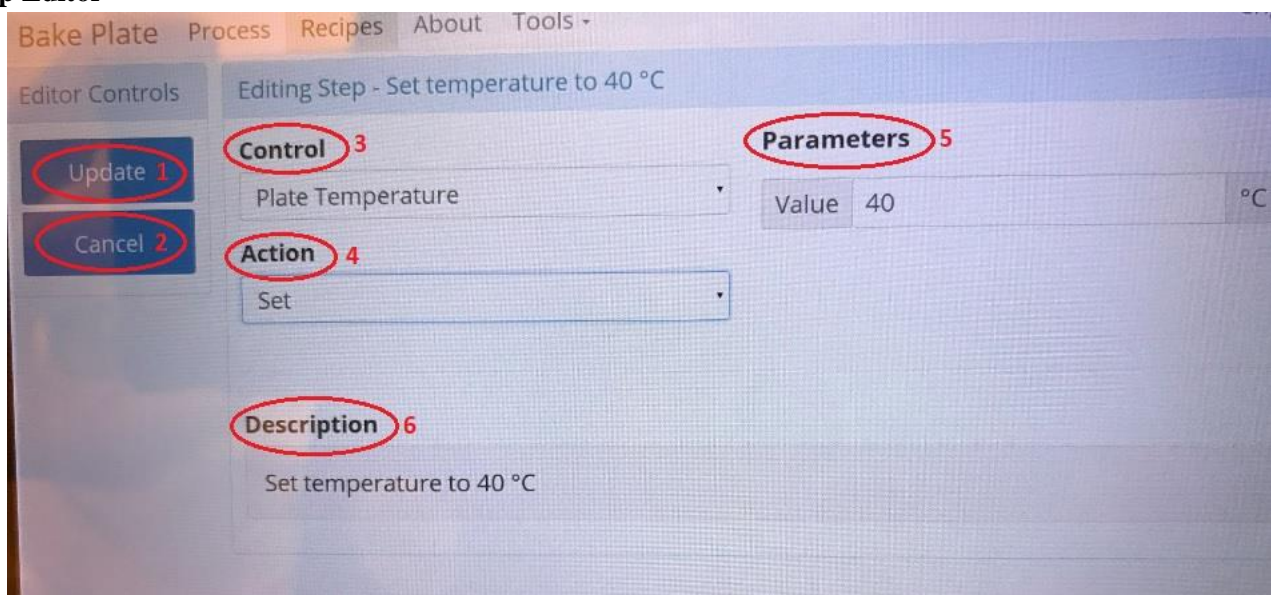 Editor
Bake Plate Process Recipes About Tools
Editor Controls
Editing Step - Set temperature to 40 °C
Update 1
Cancel 2
Control 3
Plate Temperature
Action 4
Set
Parameters 5
Value 40 °C
Description 6
Set temperature to 40 °C